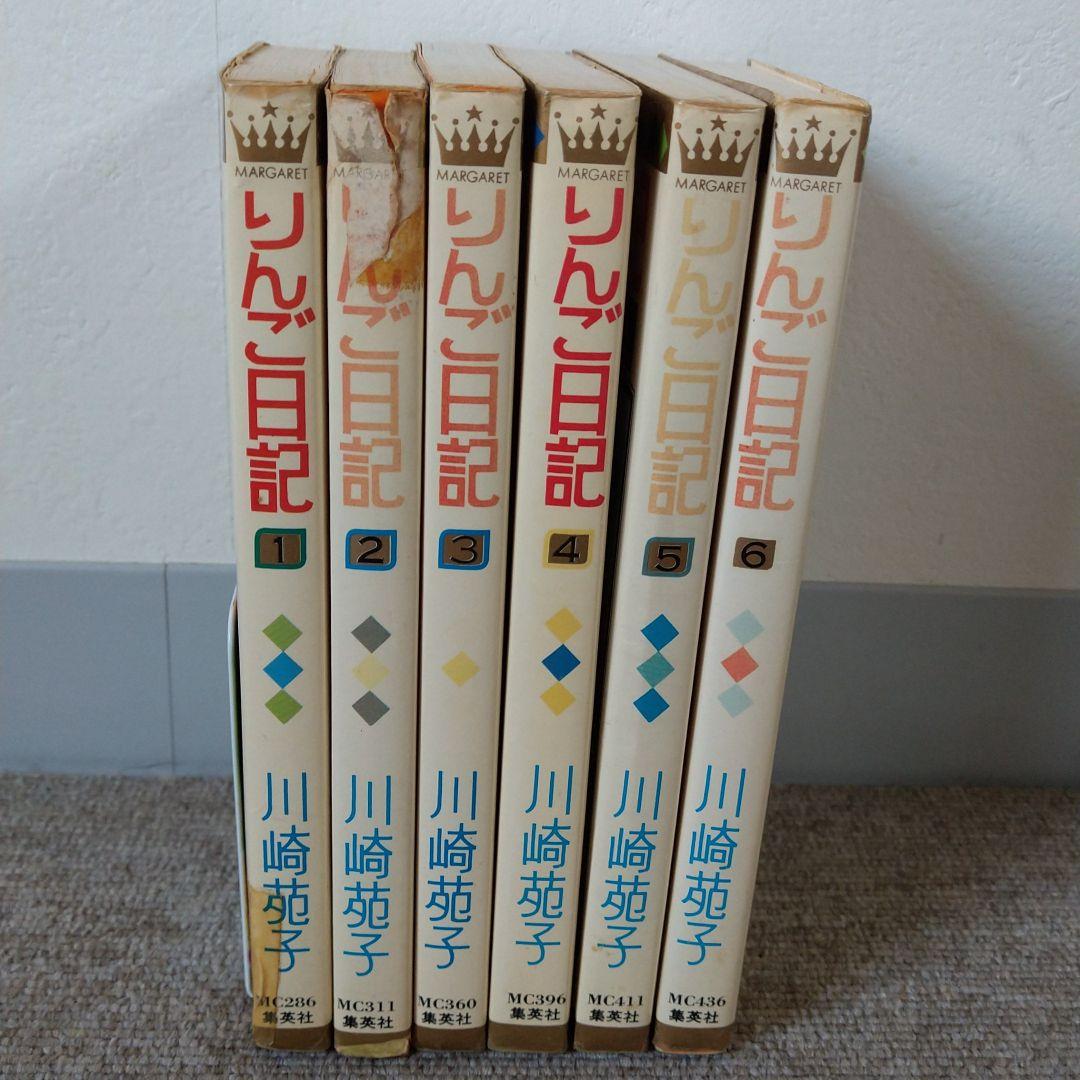 MARGARET
りんご日記
1
川崎苑子
MC286
集英社
MARGARET
りんご日記
2
川崎苑子
MC311
集英社
MARGARET
りんご日記
3
川崎苑子
MC360
集英社
MARGARET
りんご日記
4
川崎苑子
MC396
集英社
MARGARET
りんご日記
5
川崎苑子
MC411
集英社
MARGARET
りんご日記
6
川崎苑子
MC436
集英社